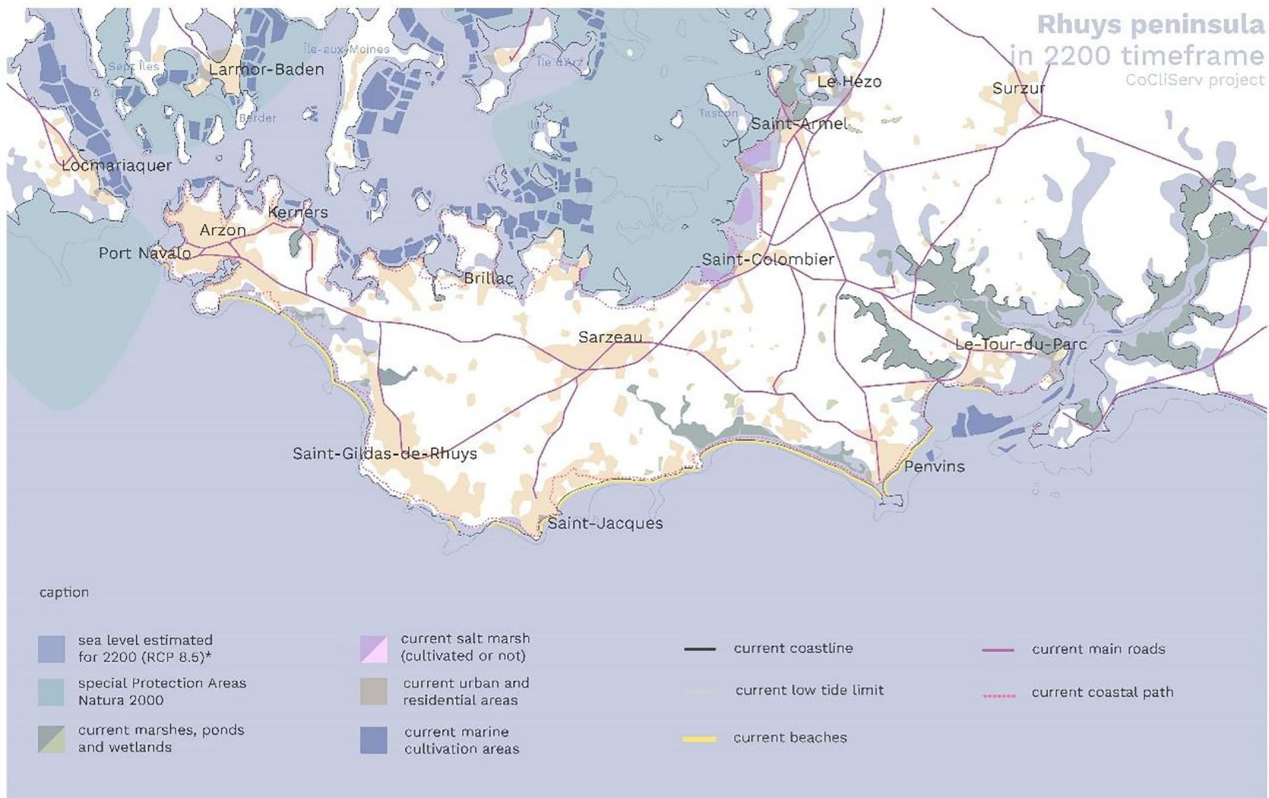 Rhuys peninsula
in 2200 timeframe
CoCliServ project
Île-aux-Moines
Sept Îles
Larmor-Baden
Île d'Arz
Le Hézo
Surzur
Berder
Tascon
Saint-Armel
Ilur
Locmariaquer
Kerners
Arzon
Port Navalo
Saint-Colombier
Brillac
Sarzeau
Le-Tour-du-Parc
Saint-Gildas-de-Rhuys
Penvins
Saint-Jacques
caption
sea level estimated
for 2200 (RCP 8.5)*
special Protection Areas
Natura 2000
current marshes, ponds
and wetlands
current salt marsh
(cultivated or not)
current urban and
residential areas
current marine
cultivation areas
current coastline
current low tide limit
current beaches
current main roads
current coastal path